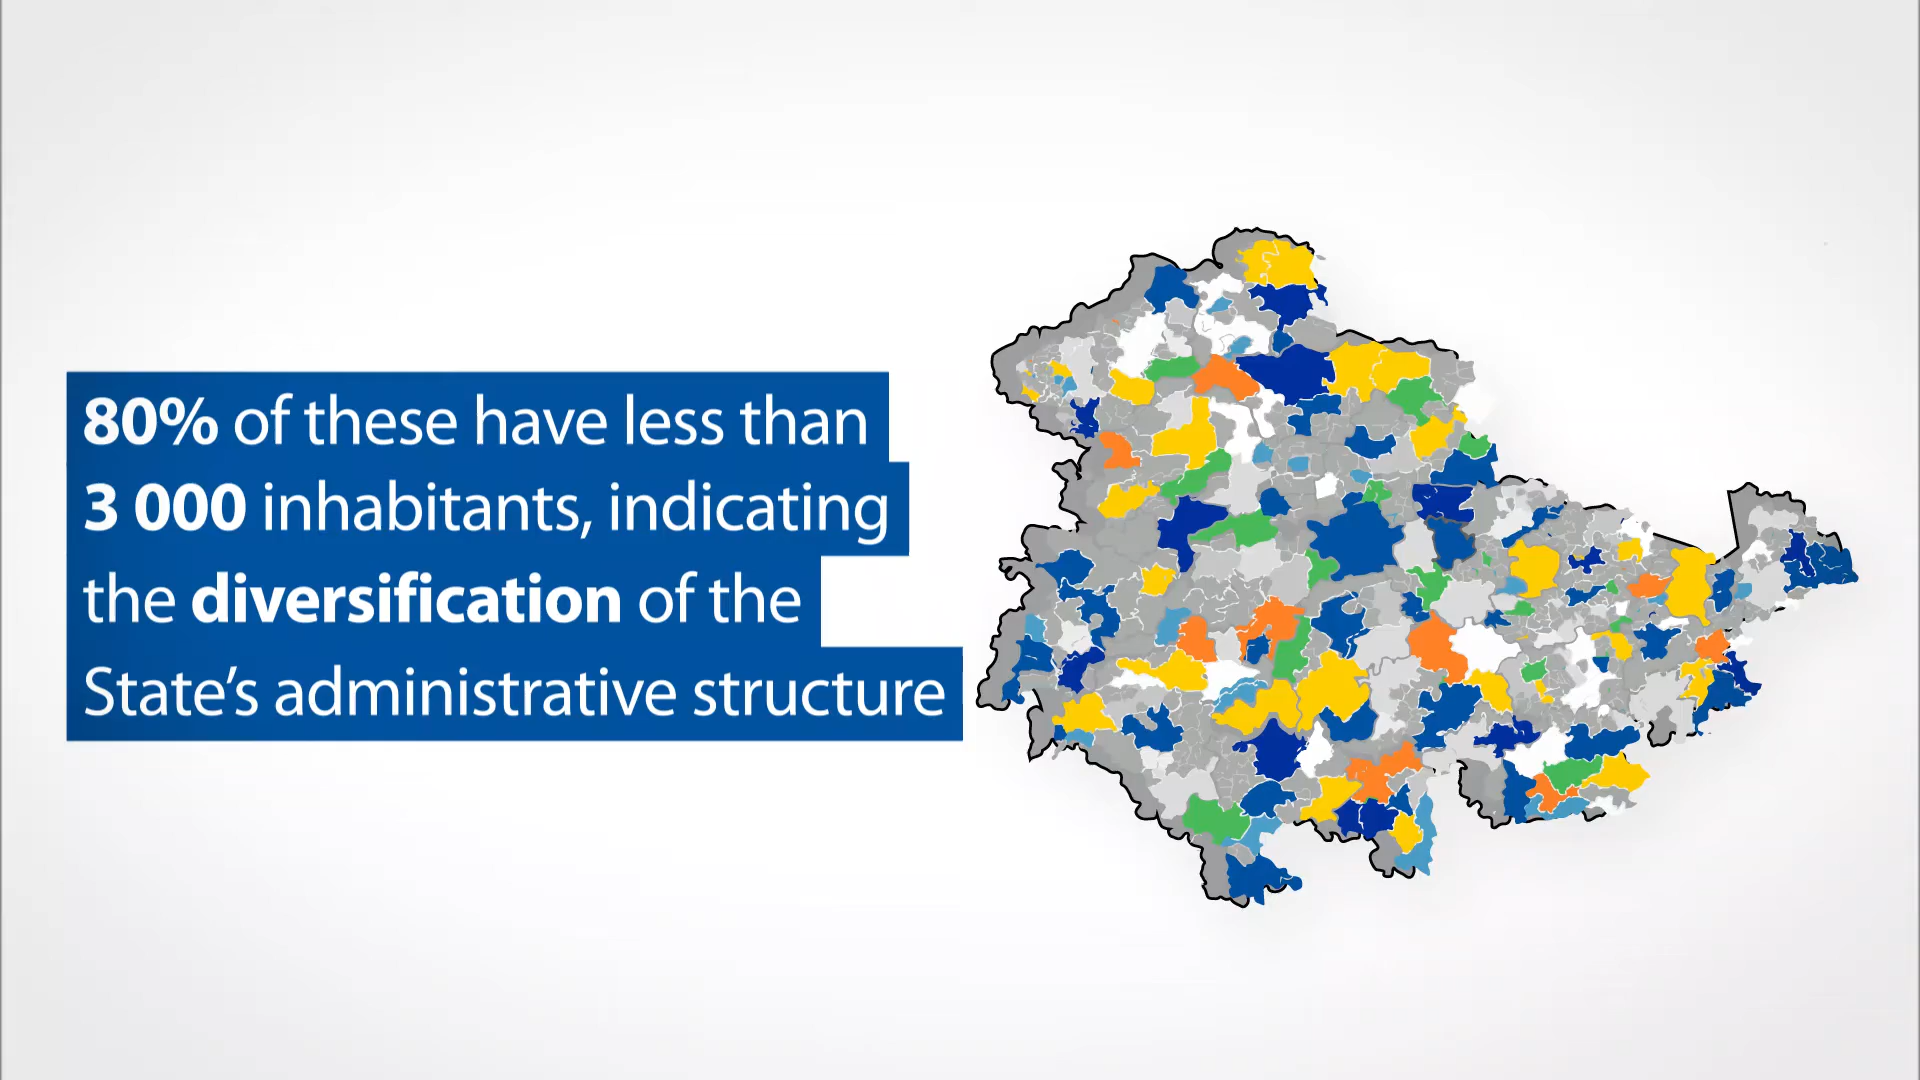 80% of these have less than
3 000 inhabitants, indicating
the diversification of the
State’s administrative structure